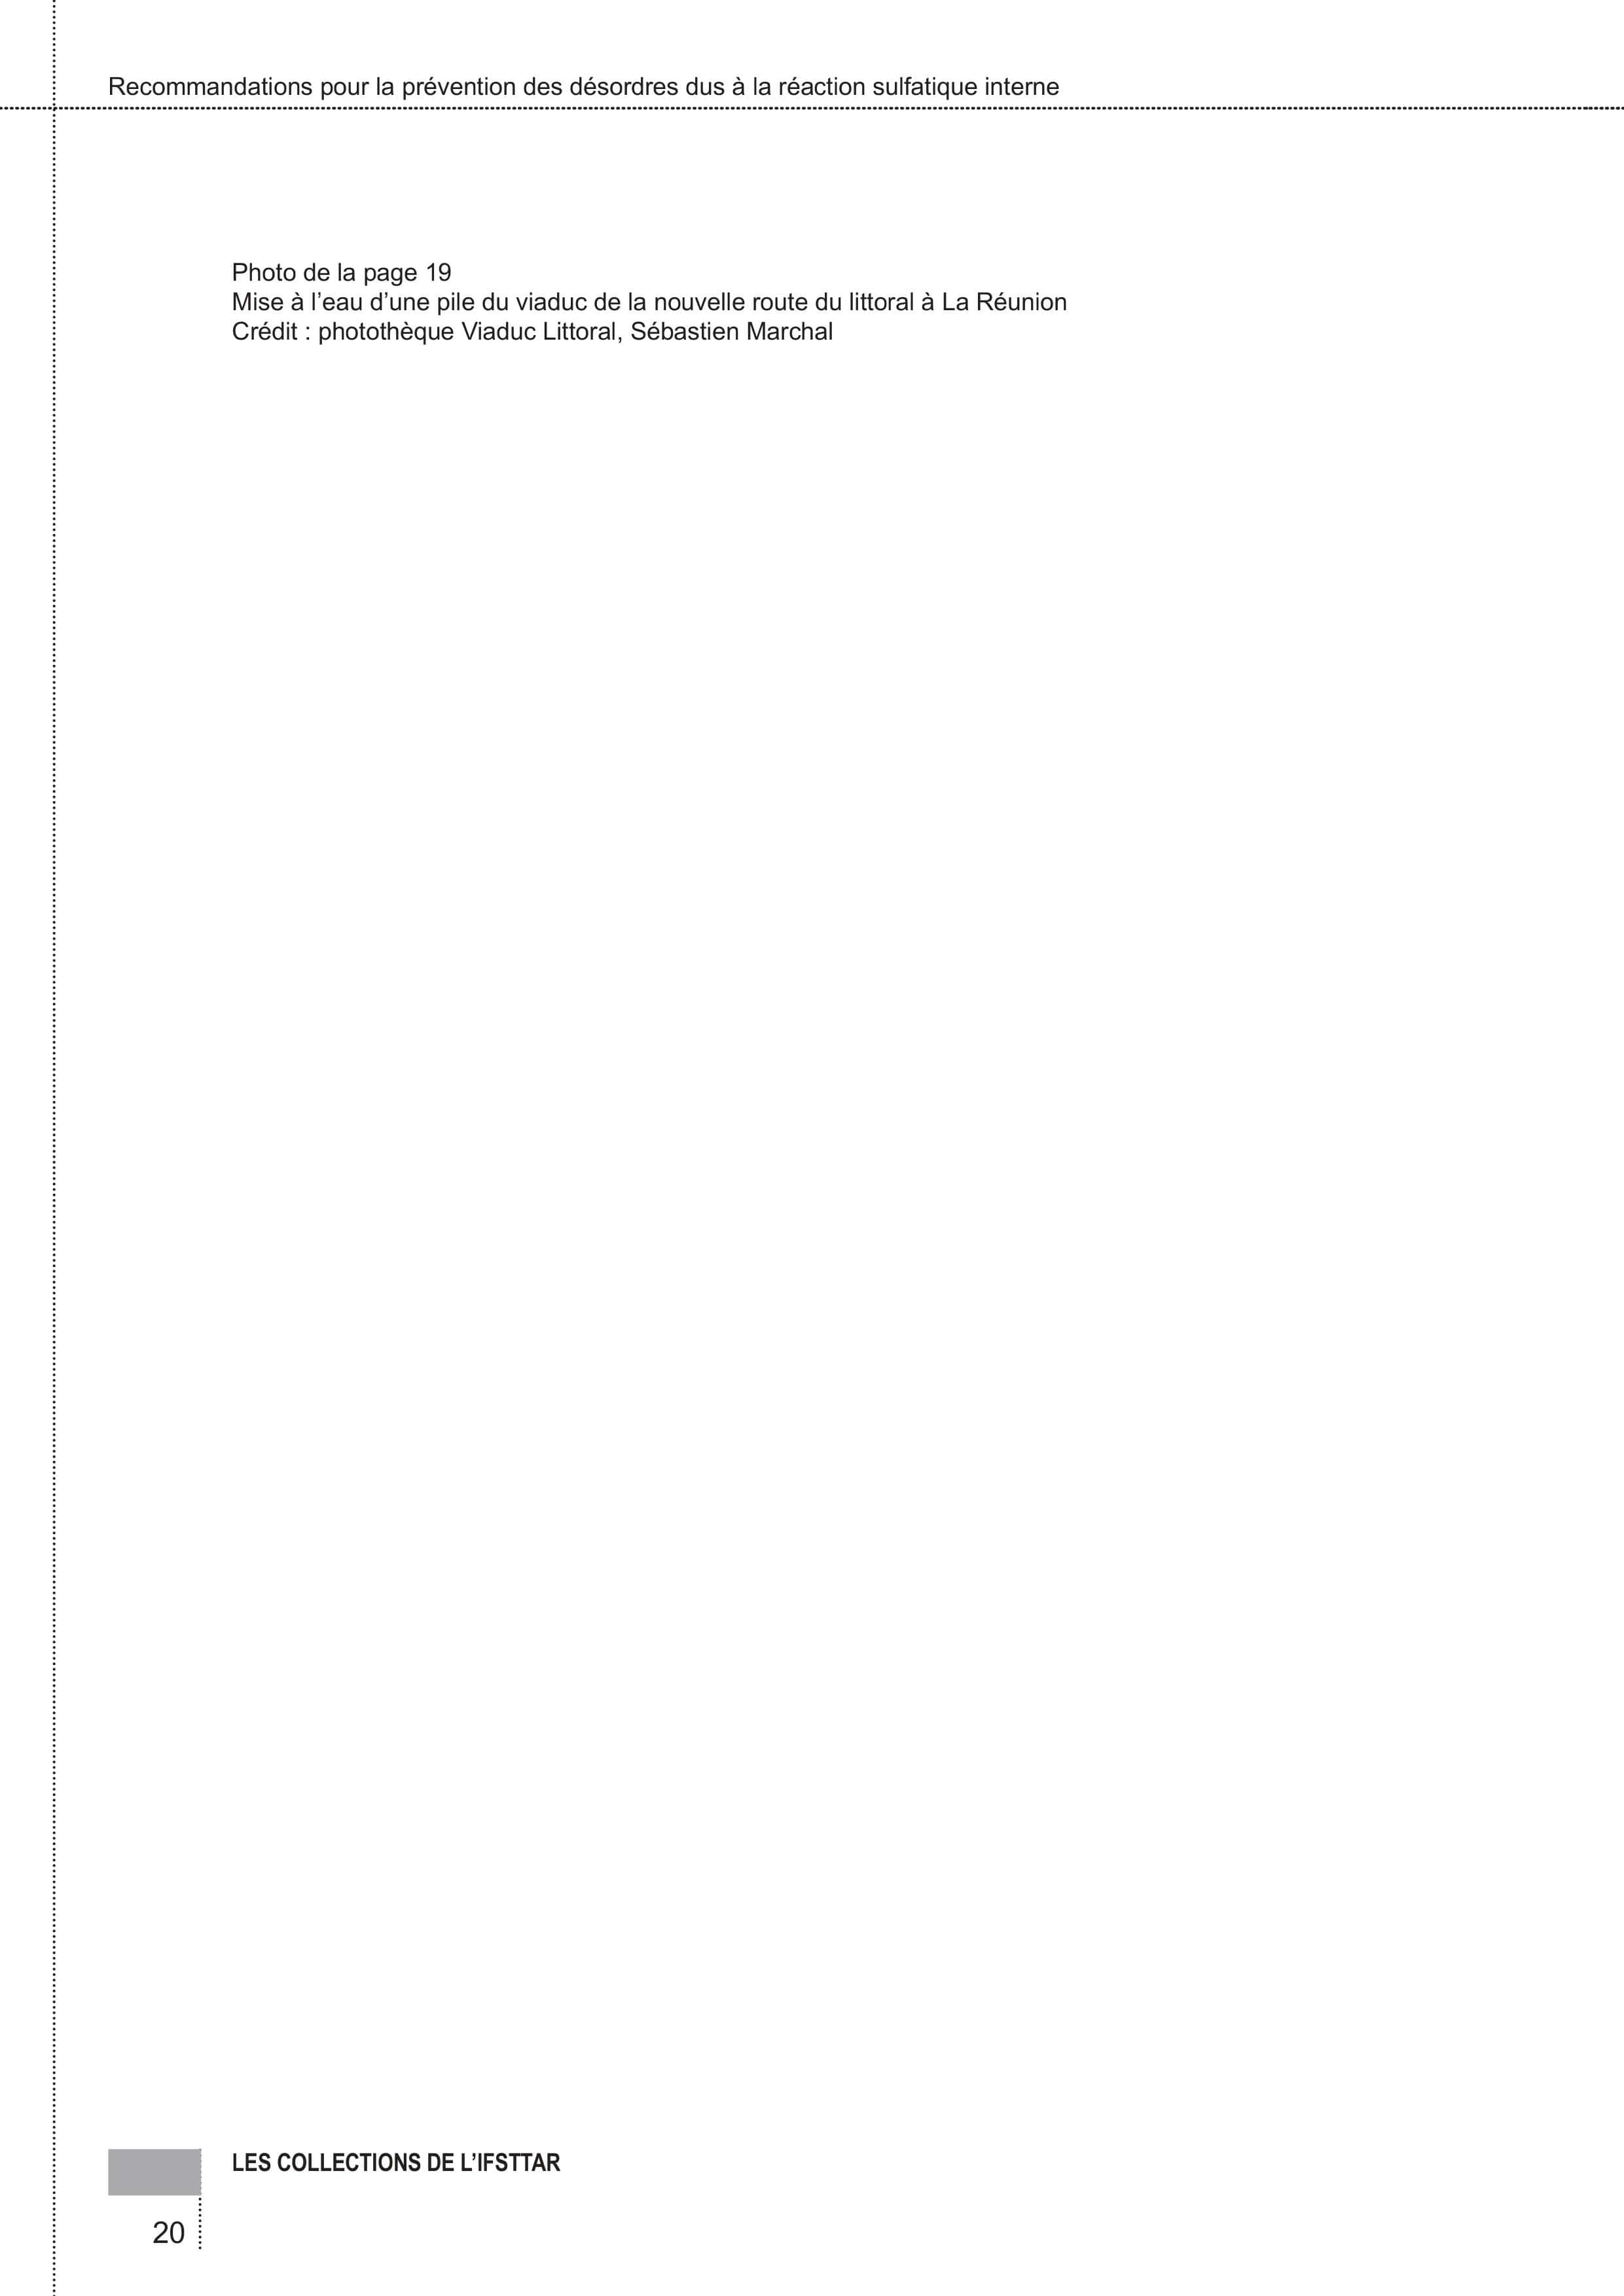 Recommandations pour la prévention des désordres dus à la réaction sulfatique interne
Photo de la page 19
Mise à l’eau d’une pile du viaduc de la nouvelle route du littoral à La Réunion
Crédit : photothèque Viaduc Littoral, Sébastien Marchal
LES COLLECTIONS DE L’IFSTTAR
20